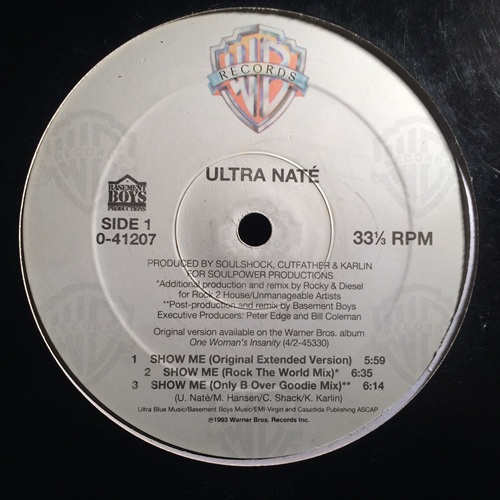 WB
RECORDS
ULTRA NATÉ
BASEMENT
BOYS
PRODUCTIONS
SIDE 1
0-41207
33⅓ RPM
PRODUCED BY SOULSHOCK, CUTFATHER & KARLIN
FOR SOULPOWER PRODUCTIONS
*Additional production and remix by Rocky & Diesel
for Rock 2 House/Unmanageable Artists
**Post-production and remix by Basement Boys
Executive Producers: Peter Edge and Bill Coleman
Original version available on the Warner Bros. album
One Woman's Insanity (4/2-45330)
1 SHOW ME (Original Extended Version) 5:59
2 SHOW ME (Rock The World Mix)* 6:35
3 SHOW ME (Only B Over Goodie Mix)** 6:14
(U. Naté/M. Hansen/C. Shack/K. Karlin)
Ultra Blue Music/Basement Boys Music/EMI-Virgin and Casadida Publishing ASCAP
℗1993 Warner Bros. Records Inc.